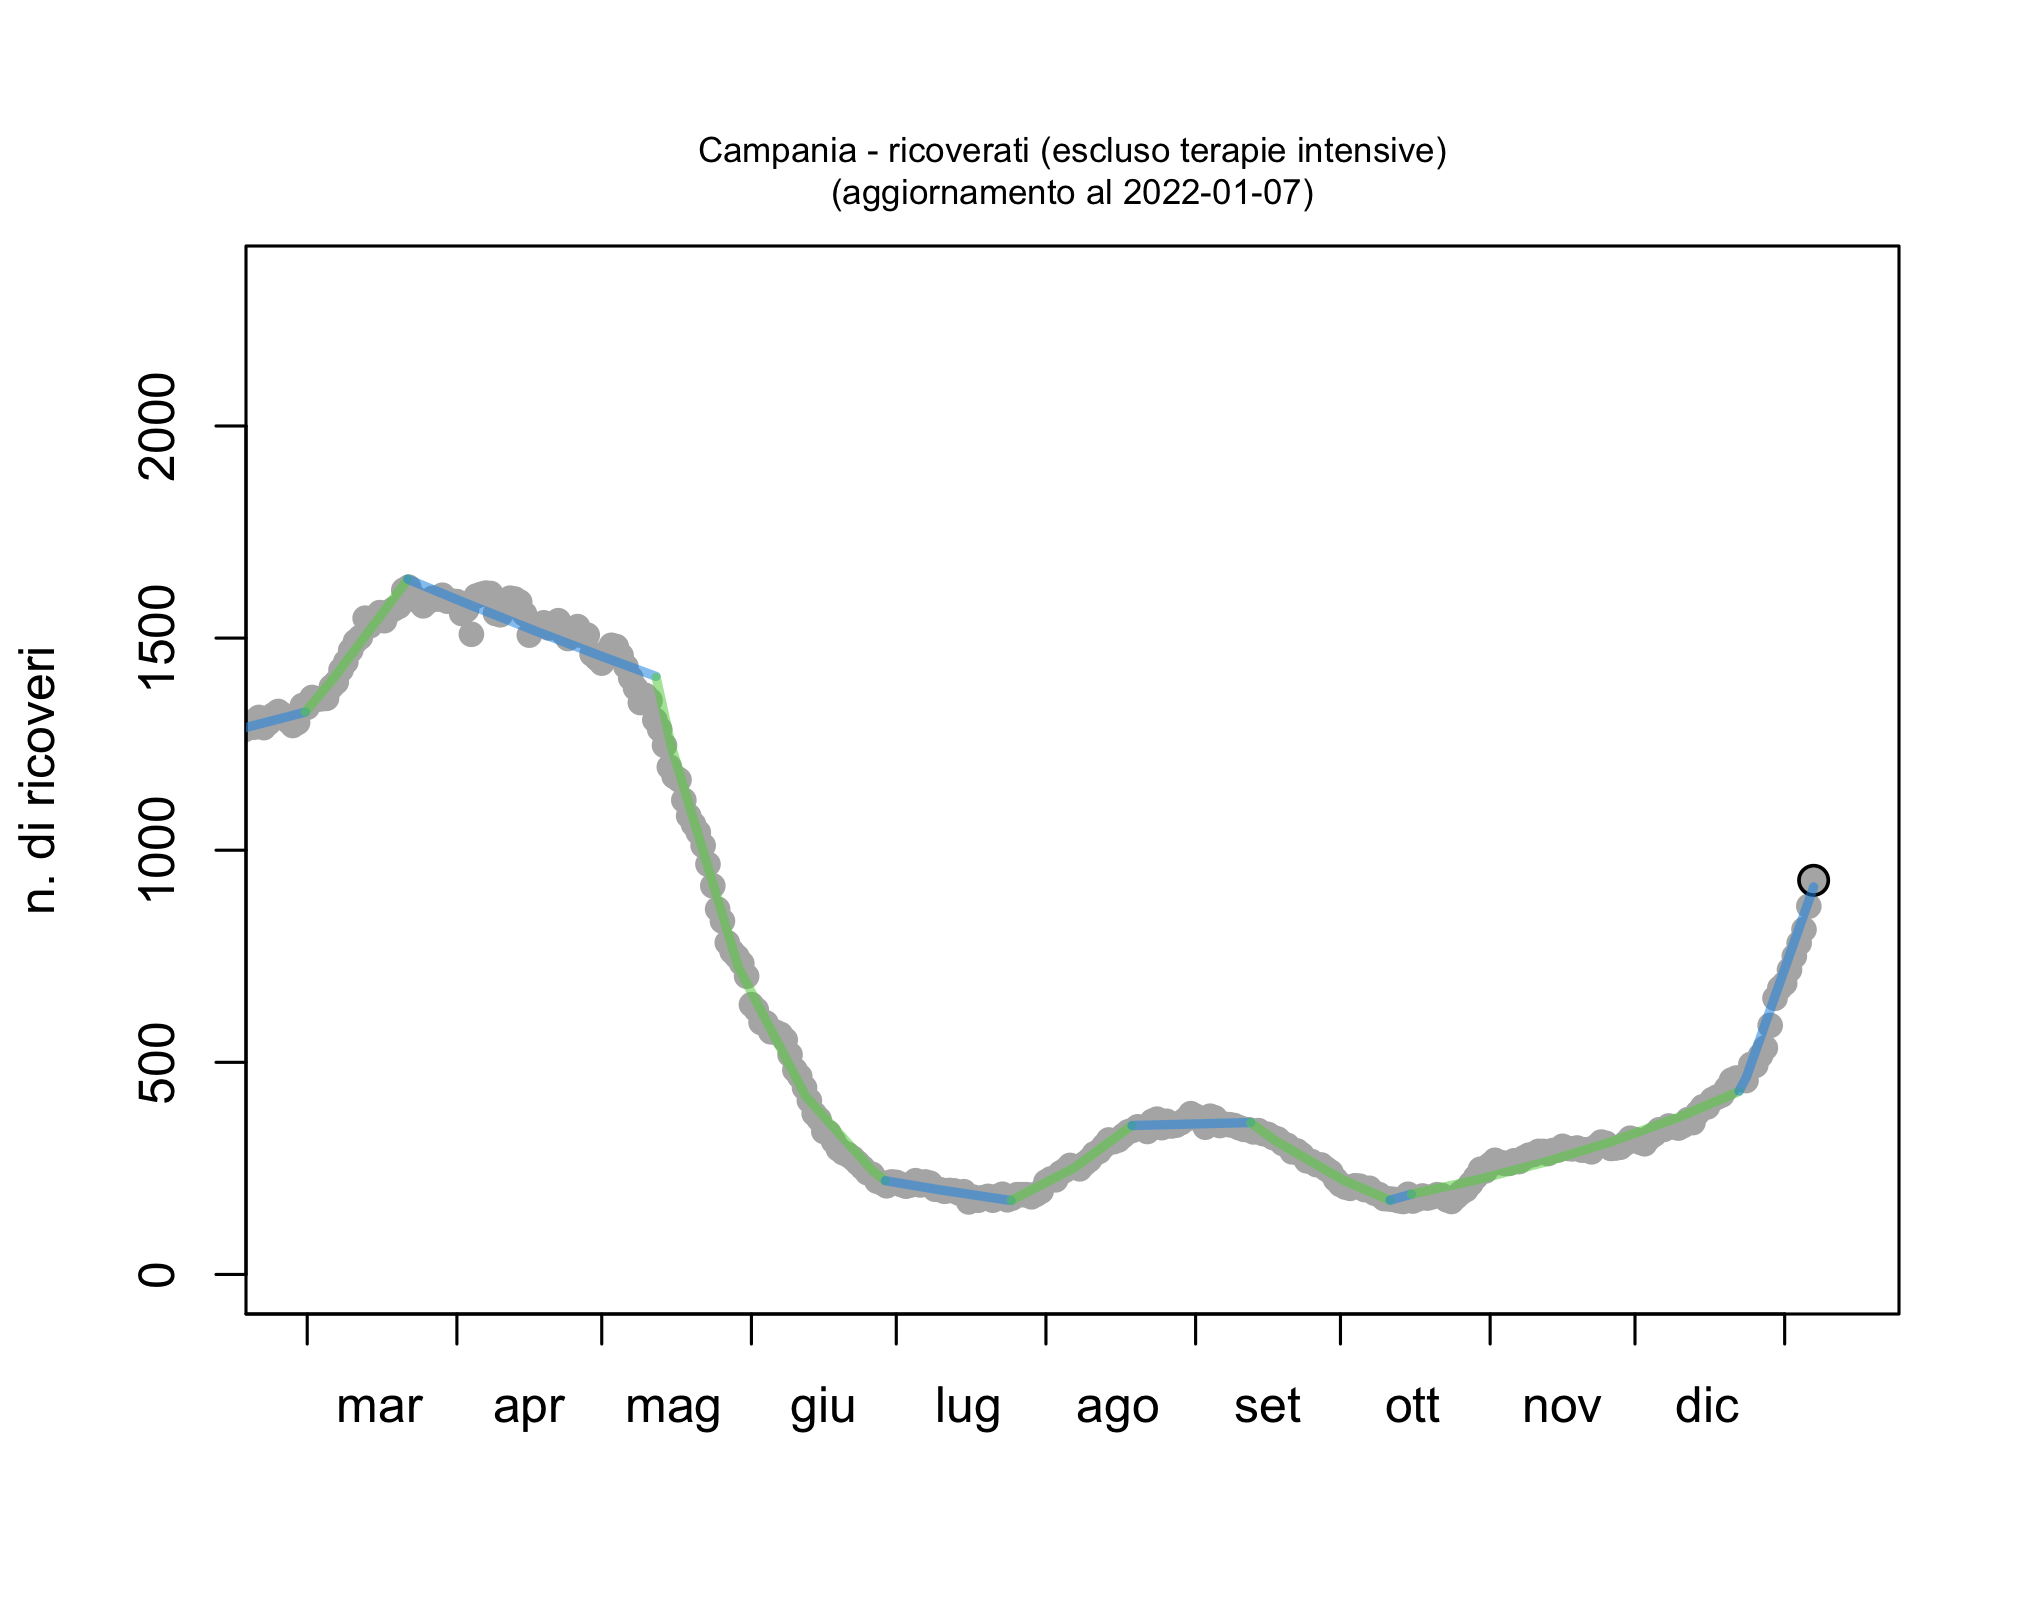 Campania - ricoverati (escluso terapie intensive)
(aggiornamento al 2022-01-07)
n. di ricoveri
2000
1500
1000
500
0
mar apr mag giu lug ago set ott nov dic